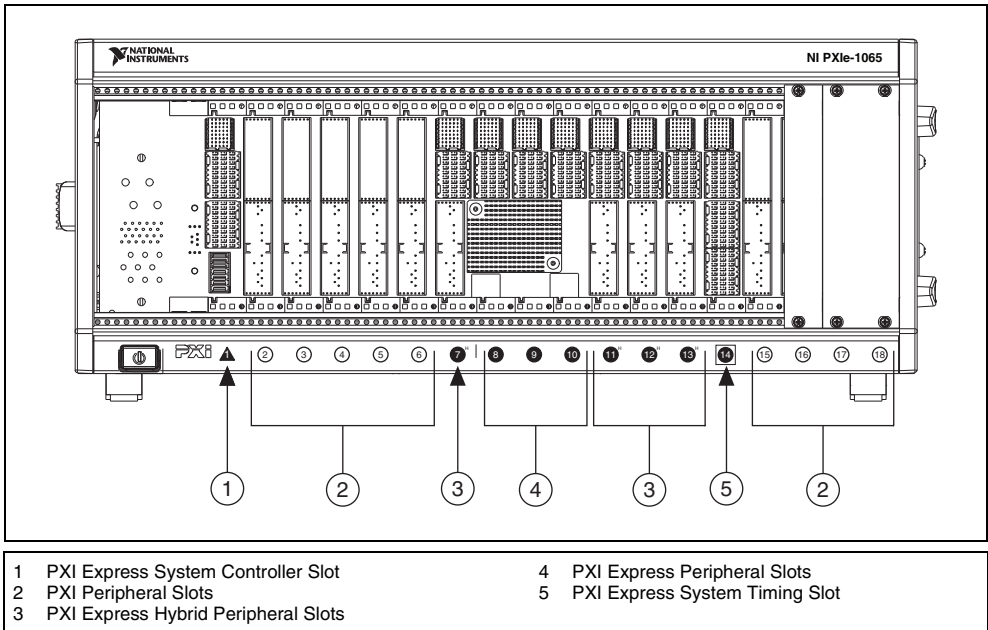 NATIONAL
INSTRUMENTS
NI PXIe-1065
PXI 1 2 3 4 5 6 7 H 8 9 10 11 H 12 H 13 H 14 15 16 17 18
1 2 3 4 3 5 2
1 PXI Express System Controller Slot
2 PXI Peripheral Slots
3 PXI Express Hybrid Peripheral Slots
4 PXI Express Peripheral Slots
5 PXI Express System Timing Slot